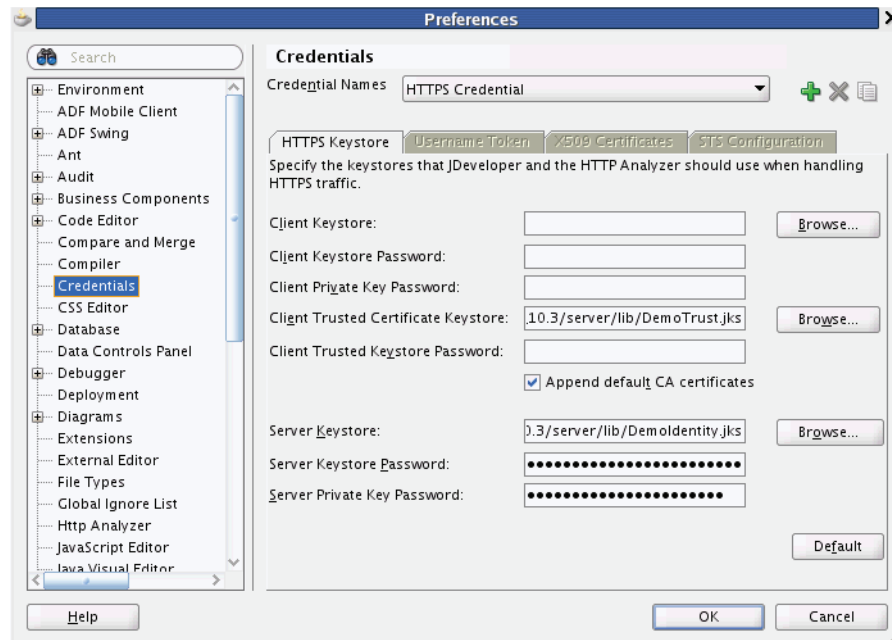 Preferences
Search
Environment
ADF Mobile Client
ADF Swing
Ant
Audit
Business Components
Code Editor
Compare and Merge
Compiler
Credentials
CSS Editor
Database
Data Controls Panel
Debugger
Deployment
Diagrams
Extensions
External Editor
File Types
Global Ignore List
Http Analyzer
JavaScript Editor
Java Visual Editor
Credentials
Credential Names HTTPS Credential
HTTPS Keystore Username Token X509 Certificates STS Configuration
Specify the keystores that JDeveloper and the HTTP Analyzer should use when handling
HTTPS traffic.
Client Keystore: Browse...
Client Keystore Password:
Client Private Key Password:
Client Trusted Certificate Keystore: .10.3/server/lib/DemoTrust.jks Browse...
Client Trusted Keystore Password:
Append default CA certificates
Server Keystore: 0.3/server/lib/DemoIdentity.jks Browse...
Server Keystore Password:
Server Private Key Password:
Default
Help OK Cancel